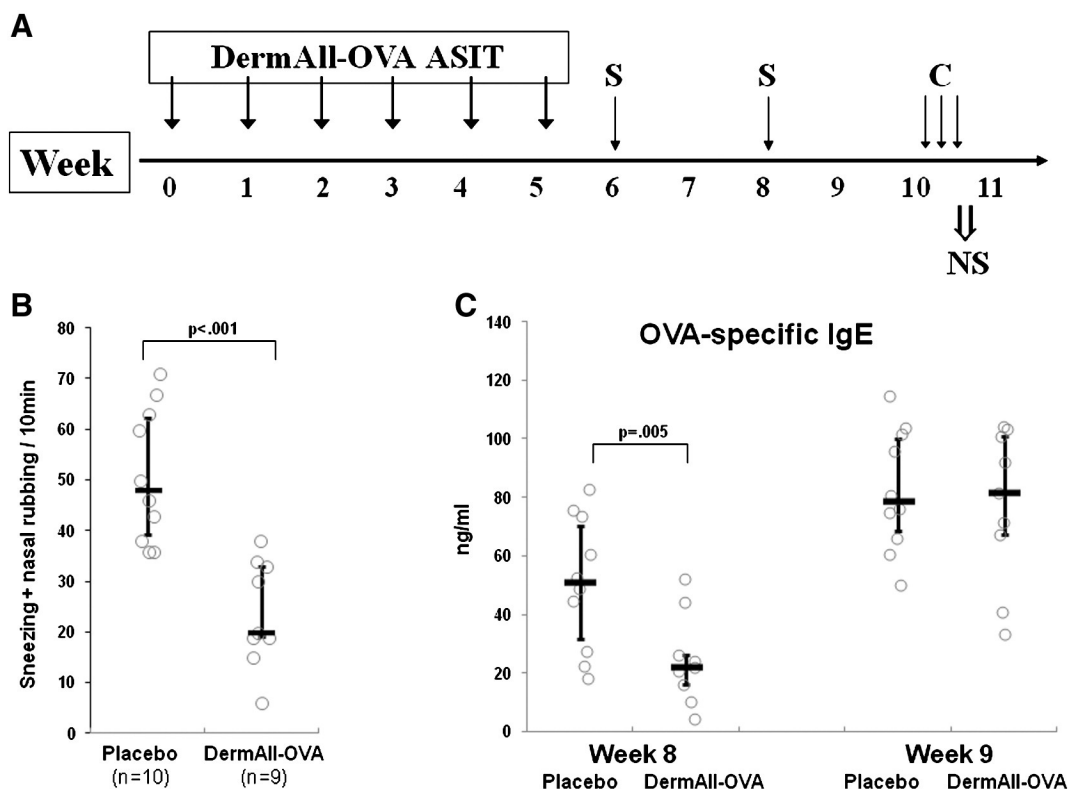 A
DermAll-OVA ASIT
S S C
Week
0 1 2 3 4 5 6 7 8 9 10 11
NS
B
80
70
60
50
40
30
20
10
0
Sneezing + nasal rubbing / 10min
p<.001
Placebo DermAll-OVA
(n=10) (n=9)
C
OVA-specific IgE
140
120
100
80
60
40
20
0
ng/ml
p=.005
Week 8 Week 9
Placebo DermAll-OVA Placebo DermAll-OVA